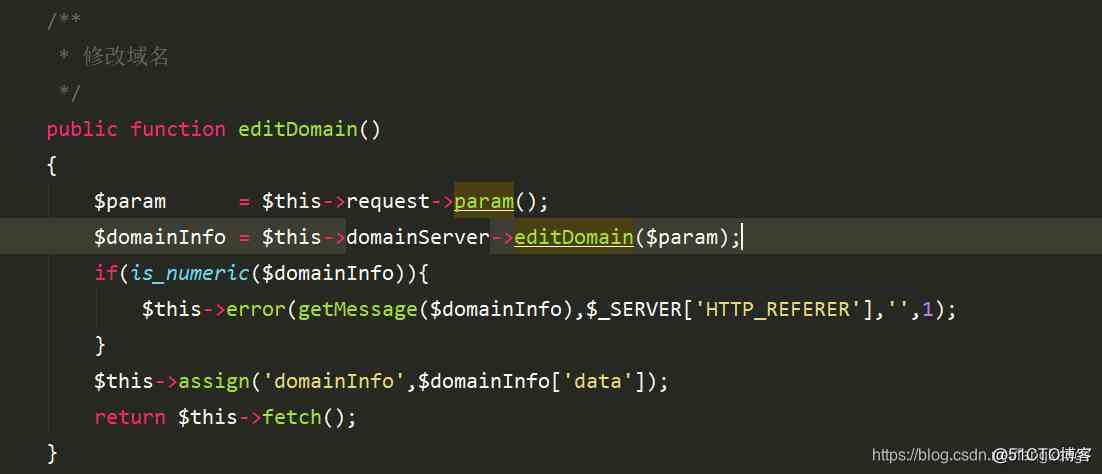 /**
 * 修改域名
 */
public function editDomain()
{
    $param      = $this->request->param();
    $domainInfo = $this->domainServer->editDomain($param);
    if(is_numeric($domainInfo)){
        $this->error(getMessage($domainInfo),$_SERVER['HTTP_REFERER'],'',1);
    }
    $this->assign('domainInfo',$domainInfo['data']);
    return $this->fetch();
}
https://blog.csdn.n
@51CTO博客